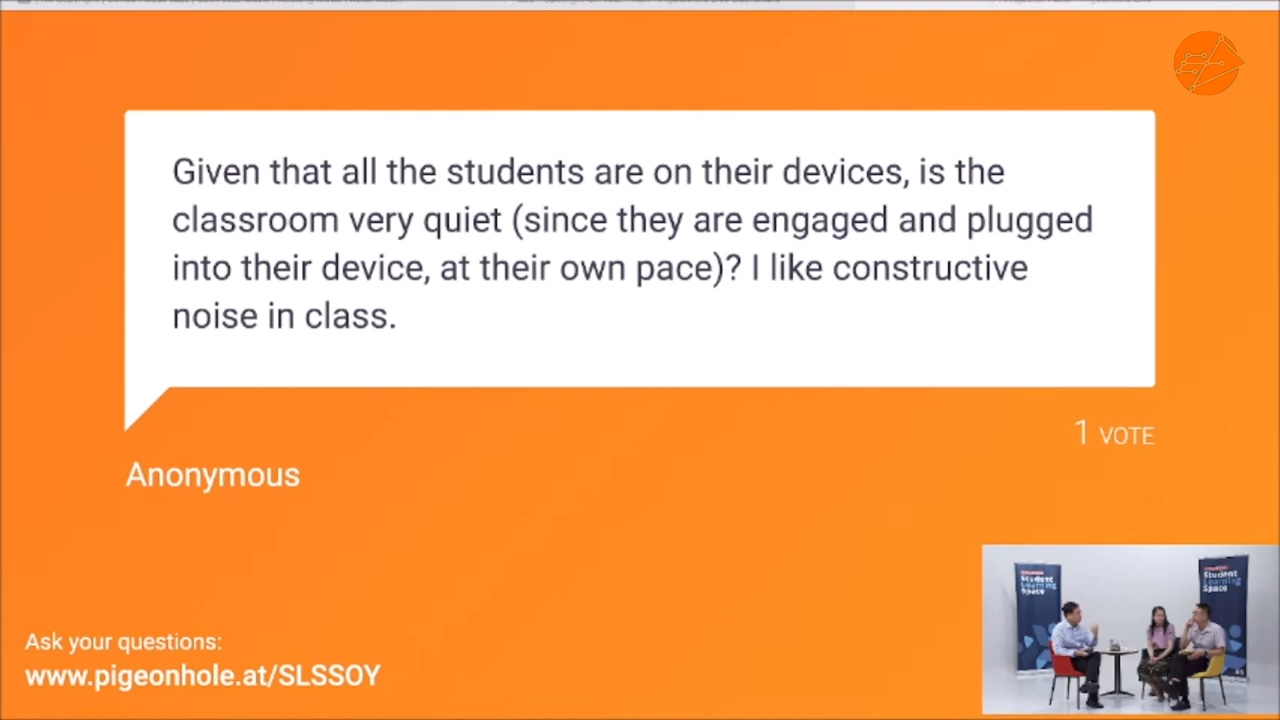 Given that all the students are on their devices, is the
classroom very quiet (since they are engaged and plugged
into their device, at their own pace)? I like constructive
noise in class.
1 VOTE
Anonymous
Student
Learning
Space
Student
Learning
Space
Ask your questions:
www.pigeonhole.at/SLSSOY